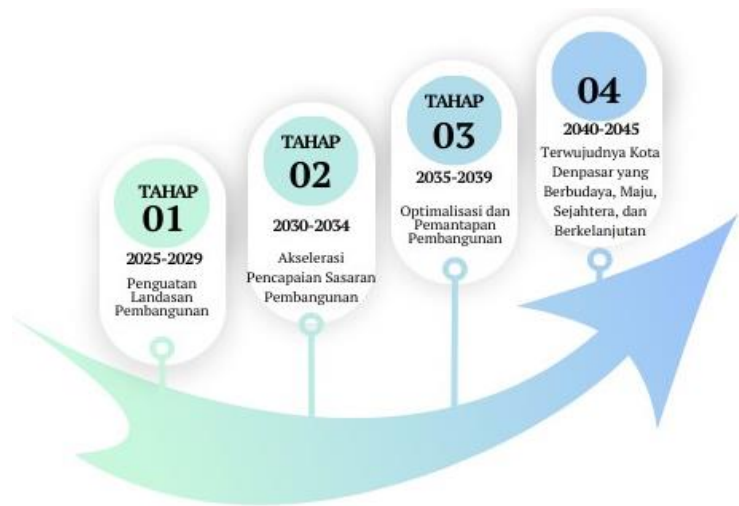 TAHAP
01
2025-2029
Penguatan
Landasan
Pembangunan
TAHAP
02
2030-2034
Akselerasi
Pencapaian Sasaran
Pembangunan
TAHAP
03
2035-2039
Optimalisasi dan
Pemantapan
Pembangunan
04
2040-2045
Terwujudnya Kota
Denpasar yang
Berbudaya, Maju,
Sejahtera, dan
Berkelanjutan